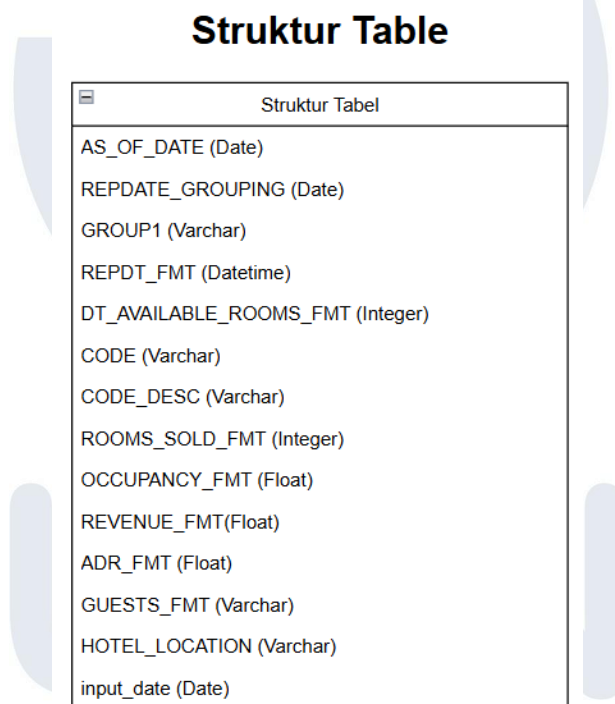 Struktur Table
Struktur Tabel
AS_OF_DATE (Date)
REPDATE_GROUPING (Date)
GROUP1 (Varchar)
REPDT_FMT (Datetime)
DT_AVAILABLE_ROOMS_FMT (Integer)
CODE (Varchar)
CODE_DESC (Varchar)
ROOMS_SOLD_FMT (Integer)
OCCUPANCY_FMT (Float)
REVENUE_FMT(Float)
ADR_FMT (Float)
GUESTS_FMT (Varchar)
HOTEL_LOCATION (Varchar)
input_date (Date)